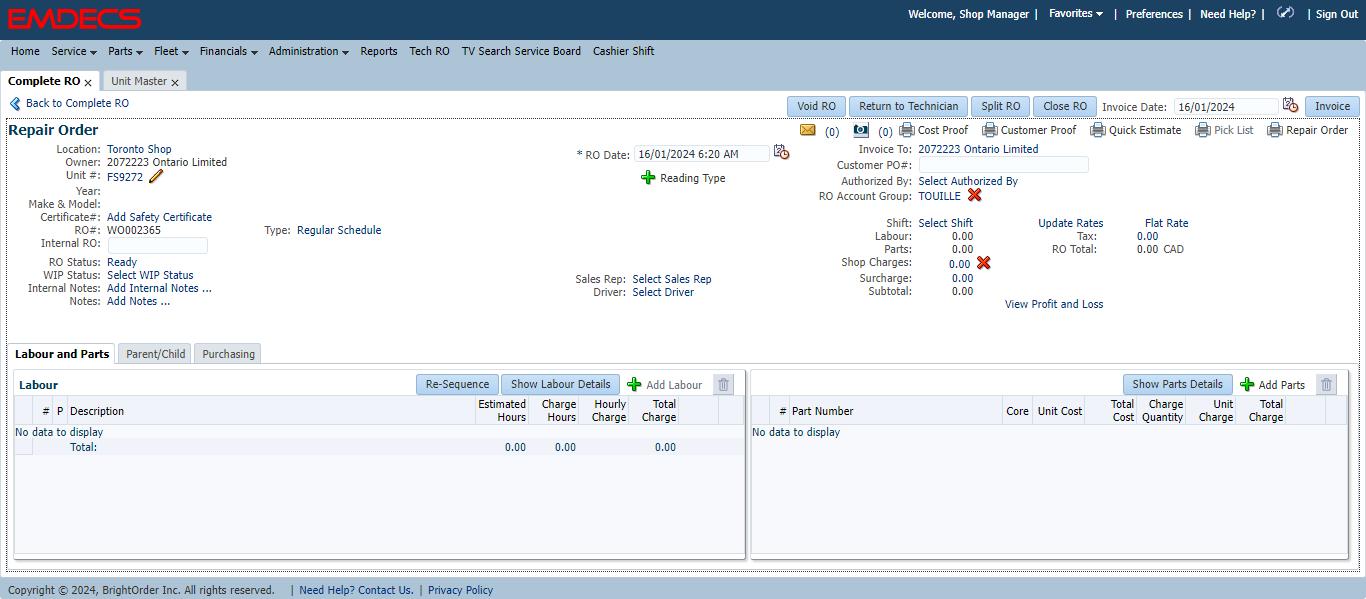 EMDECS
Welcome, Shop Manager | Favorites | Preferences | Need Help? | | Sign Out
Home Service Parts Fleet Financials Administration Reports Tech RO TV Search Service Board Cashier Shift
Complete RO x Unit Master x
Back to Complete RO
Void RO Return to Technician Split RO Close RO Invoice Date: 16/01/2024 Invoice
Repair Order
(0) (0) Cost Proof Customer Proof Quick Estimate Pick List Repair Order
Location: Toronto Shop
Owner: 2072223 Ontario Limited
Unit #: FS9272
Year:
Make & Model:
Certificate#: Add Safety Certificate
RO#: WO002365 Type: Regular Schedule
Internal RO:
RO Status: Ready
WIP Status: Select WIP Status
Internal Notes: Add Internal Notes ...
Notes: Add Notes ...
* RO Date: 16/01/2024 6:20 AM
Reading Type
Sales Rep: Select Sales Rep
Driver: Select Driver
Invoice To: 2072223 Ontario Limited
Customer PO#:
Authorized By: Select Authorized By
RO Account Group: TOUILLE
Shift: Select Shift Update Rates Flat Rate
Labour: 0.00 Tax: 0.00
Parts: 0.00 RO Total: 0.00 CAD
Shop Charges: 0.00
Surcharge: 0.00
Subtotal: 0.00
View Profit and Loss
Labour and Parts Parent/Child Purchasing
Labour Re-Sequence Show Labour Details Add Labour
# P Description Estimated Hours Charge Hours Hourly Charge Total Charge
No data to display
Total: 0.00 0.00 0.00
Show Parts Details Add Parts
# Part Number Core Unit Cost Total Cost Charge Quantity Unit Charge Total Charge
No data to display
Copyright © 2024, BrightOrder Inc. All rights reserved. | Need Help? Contact Us. | Privacy Policy